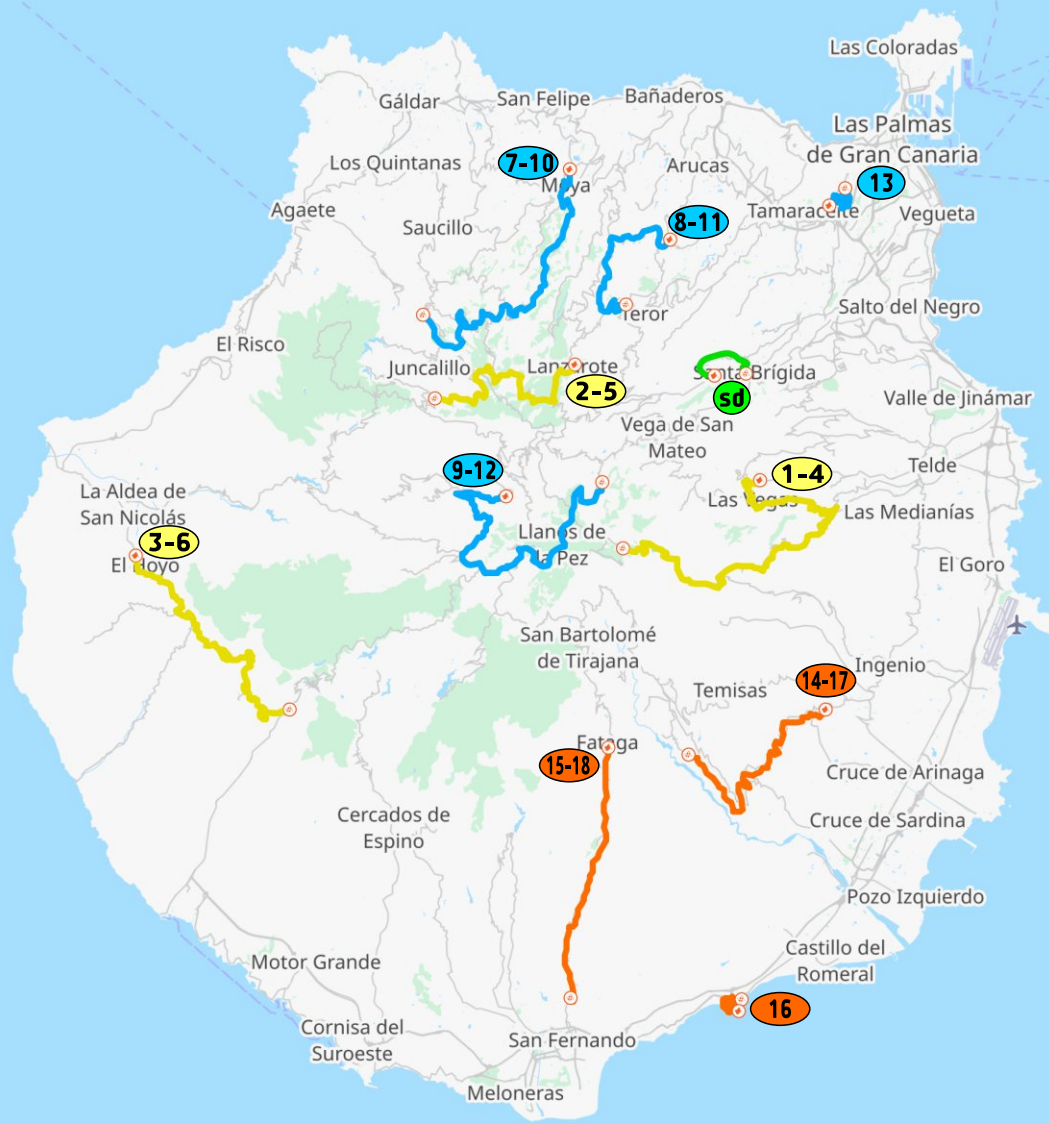 Las Coloradas
Gáldar
San Felipe
Bañaderos
Las Palmas
de Gran Canaria
Los Quintanas
7-10
Moya
Arucas
13
Agaete
Saucillo
8-11
Tamaraceite
Vegueta
Teror
Salto del Negro
El Risco
Juncalillo
Lanzarote
2-5
Santa Brígida
sd
Valle de Jinámar
Vega de San
Mateo
9-12
1-4
Telde
La Aldea de
San Nicolás
Las Vegas
Las Medianías
3-6
El Hoyo
Llanos de
la Pez
El Goro
San Bartolomé
de Tirajana
Temisas
14-17
Ingenio
Fataga
15-18
Cruce de Arinaga
Cercados de
Espino
Cruce de Sardina
Pozo Izquierdo
Motor Grande
Castillo del
Romeral
16
Cornisa del
Suroeste
San Fernando
Meloneras